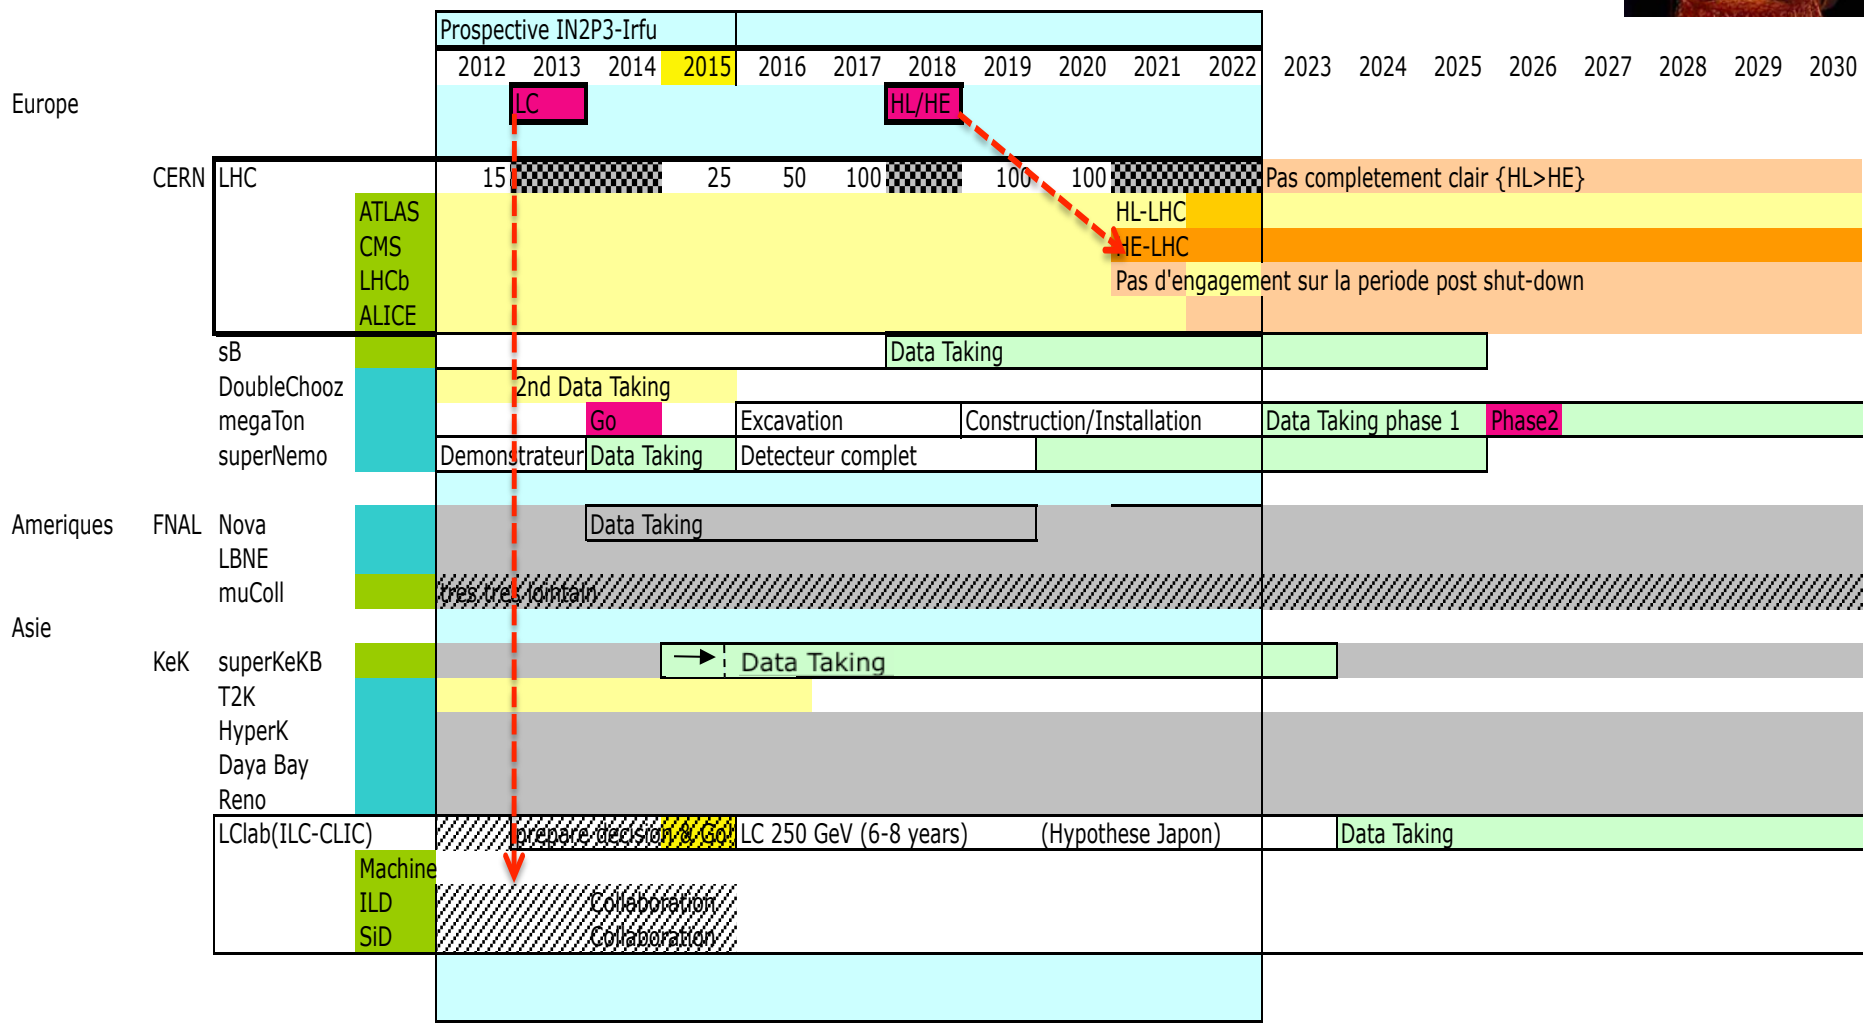 Prospective IN2P3-Irfu
2012 2013 2014 2015 2016 2017 2018 2019 2020 2021 2022 2023 2024 2025 2026 2027 2028 2029 2030
Europe LC HL/HE
CERN LHC 15 25 50 100 100 100 Pas completement clair {HL>HE}
ATLAS HL-LHC
CMS HE-LHC
LHCb Pas d'engagement sur la periode post shut-down
ALICE
sB Data Taking
DoubleChooz 2nd Data Taking
megaTon Go Excavation Construction/Installation Data Taking phase 1 Phase2
superNemo Demonstrateur Data Taking Detecteur complet
Ameriques FNAL Nova Data Taking
LBNE
muColl tres tres lointain
Asie
KeK superKeKB Data Taking
T2K
HyperK
Daya Bay
Reno
LClab(ILC-CLIC) prepare decision & Go! LC 250 GeV (6-8 years) (Hypothese Japon) Data Taking
Machine
ILD Collaboration
SiD Collaboration